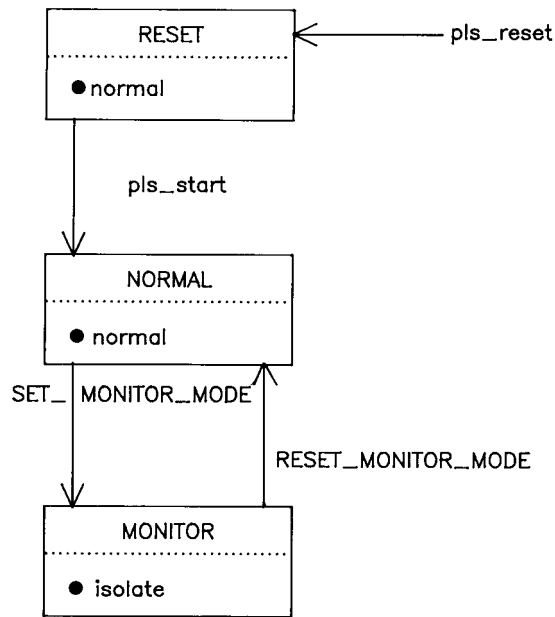 RESET
pls_reset
● normal
pls_start
NORMAL
● normal
SET_ MONITOR_MODE
RESET_MONITOR_MODE
MONITOR
● isolate